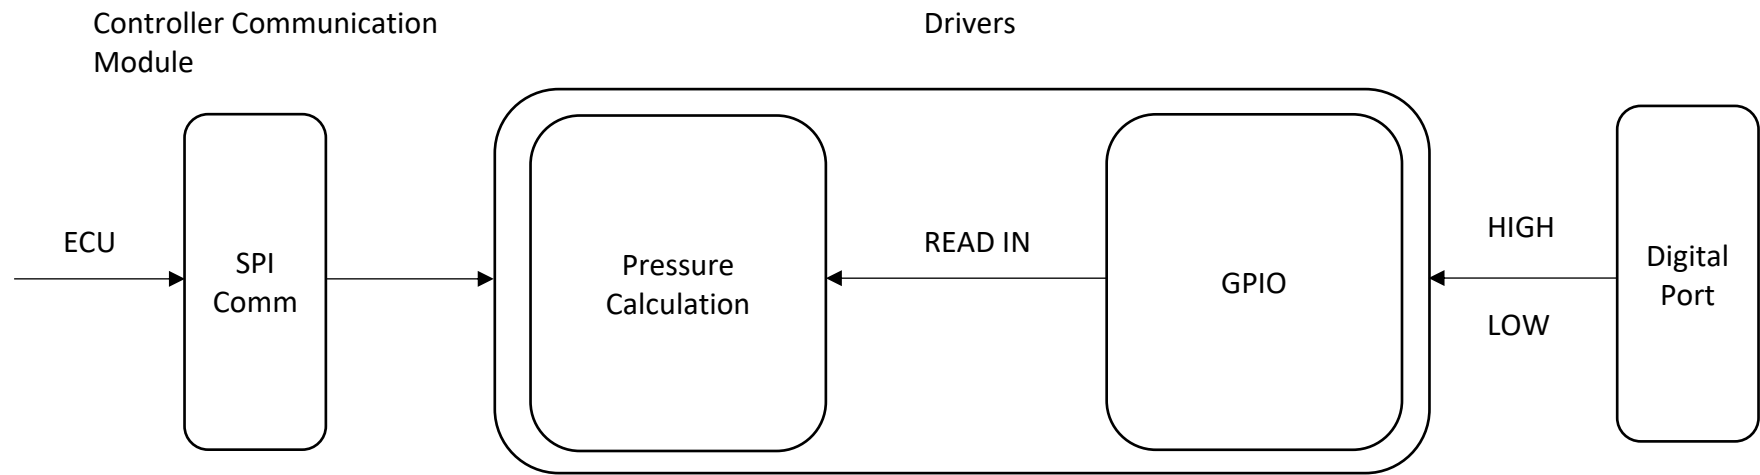 Controller Communication
Module
Drivers
ECU
SPI
Comm
Pressure
Calculation
READ IN
GPIO
HIGH
LOW
Digital
Port